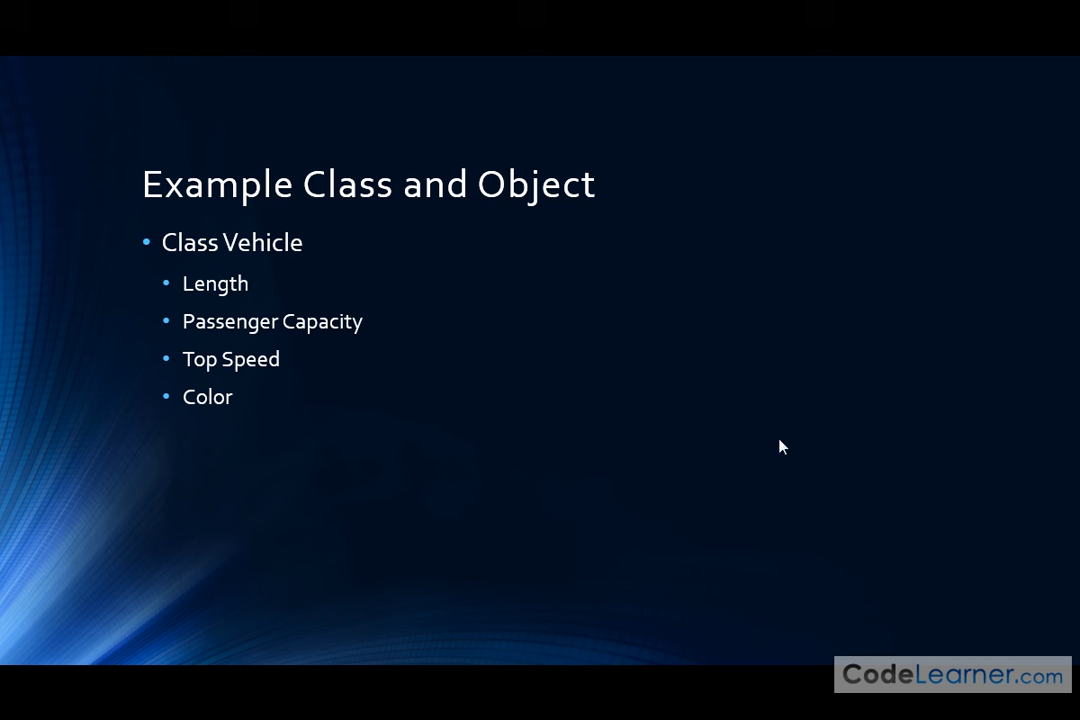 Example Class and Object
• Class Vehicle
• Length
• Passenger Capacity
• Top Speed
• Color
CodeLearner.com